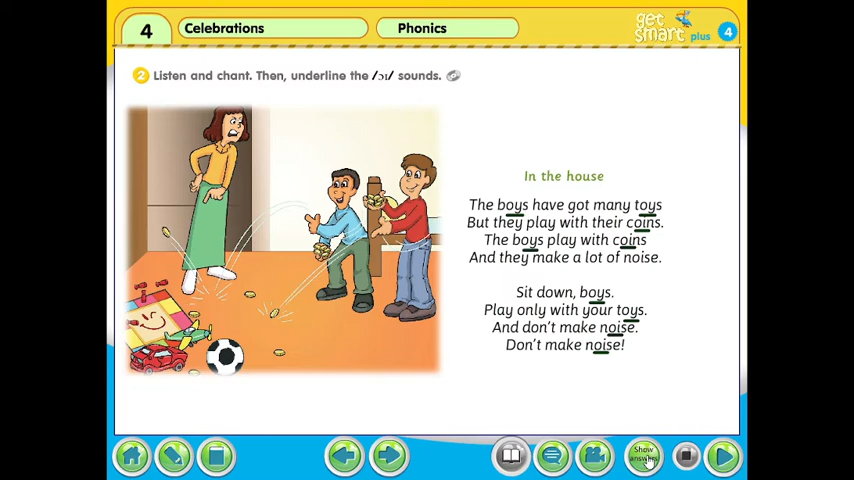 4
Celebrations
Phonics
get smart plus 4
2 Listen and chant. Then, underline the /ɔɪ/ sounds.
In the house
The boys have got many toys
But they play with their coins.
The boys play with coins
And they make a lot of noise.
Sit down, boys.
Play only with your toys.
And don't make noise.
Don't make noise!
Show answers